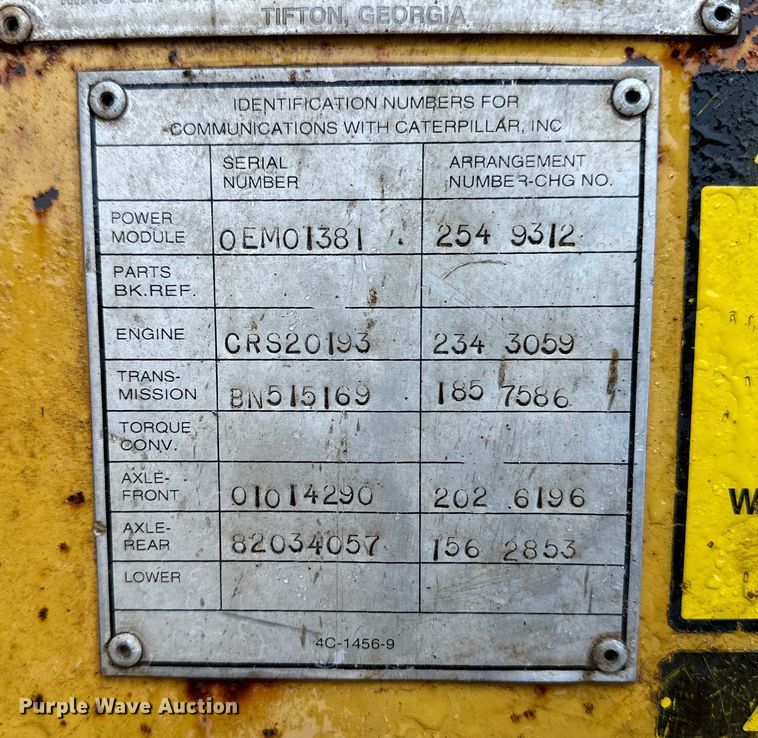 TIFTON, GEORGIA
IDENTIFICATION NUMBERS FOR
COMMUNICATIONS WITH CATERPILLAR, INC
SERIAL NUMBER ARRANGEMENT NUMBER-CHG NO.
POWER MODULE 0EM01381 254 9312
PARTS BK.REF.
ENGINE CRS20193 234 3059
TRANS-MISSION BN515169 185 7586
TORQUE CONV.
AXLE-FRONT 01014290 202 6196
AXLE-REAR 82034057 156 2853
LOWER
4C-1456-9
W
Purple Wave Auction